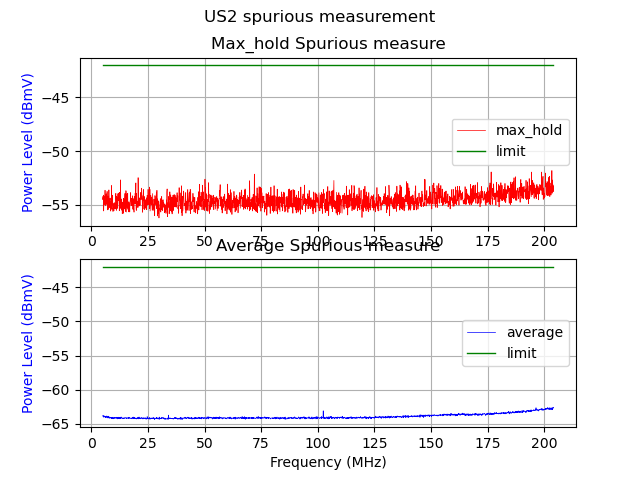 US2 spurious measurement
Max_hold Spurious measure
Power Level (dBmV)
−45
−50
−55
max_hold
limit
0 25 50 75 100 125 150 175 200
Average Spurious measure
Power Level (dBmV)
−45
−50
−55
−60
−65
average
limit
0 25 50 75 100 125 150 175 200
Frequency (MHz)